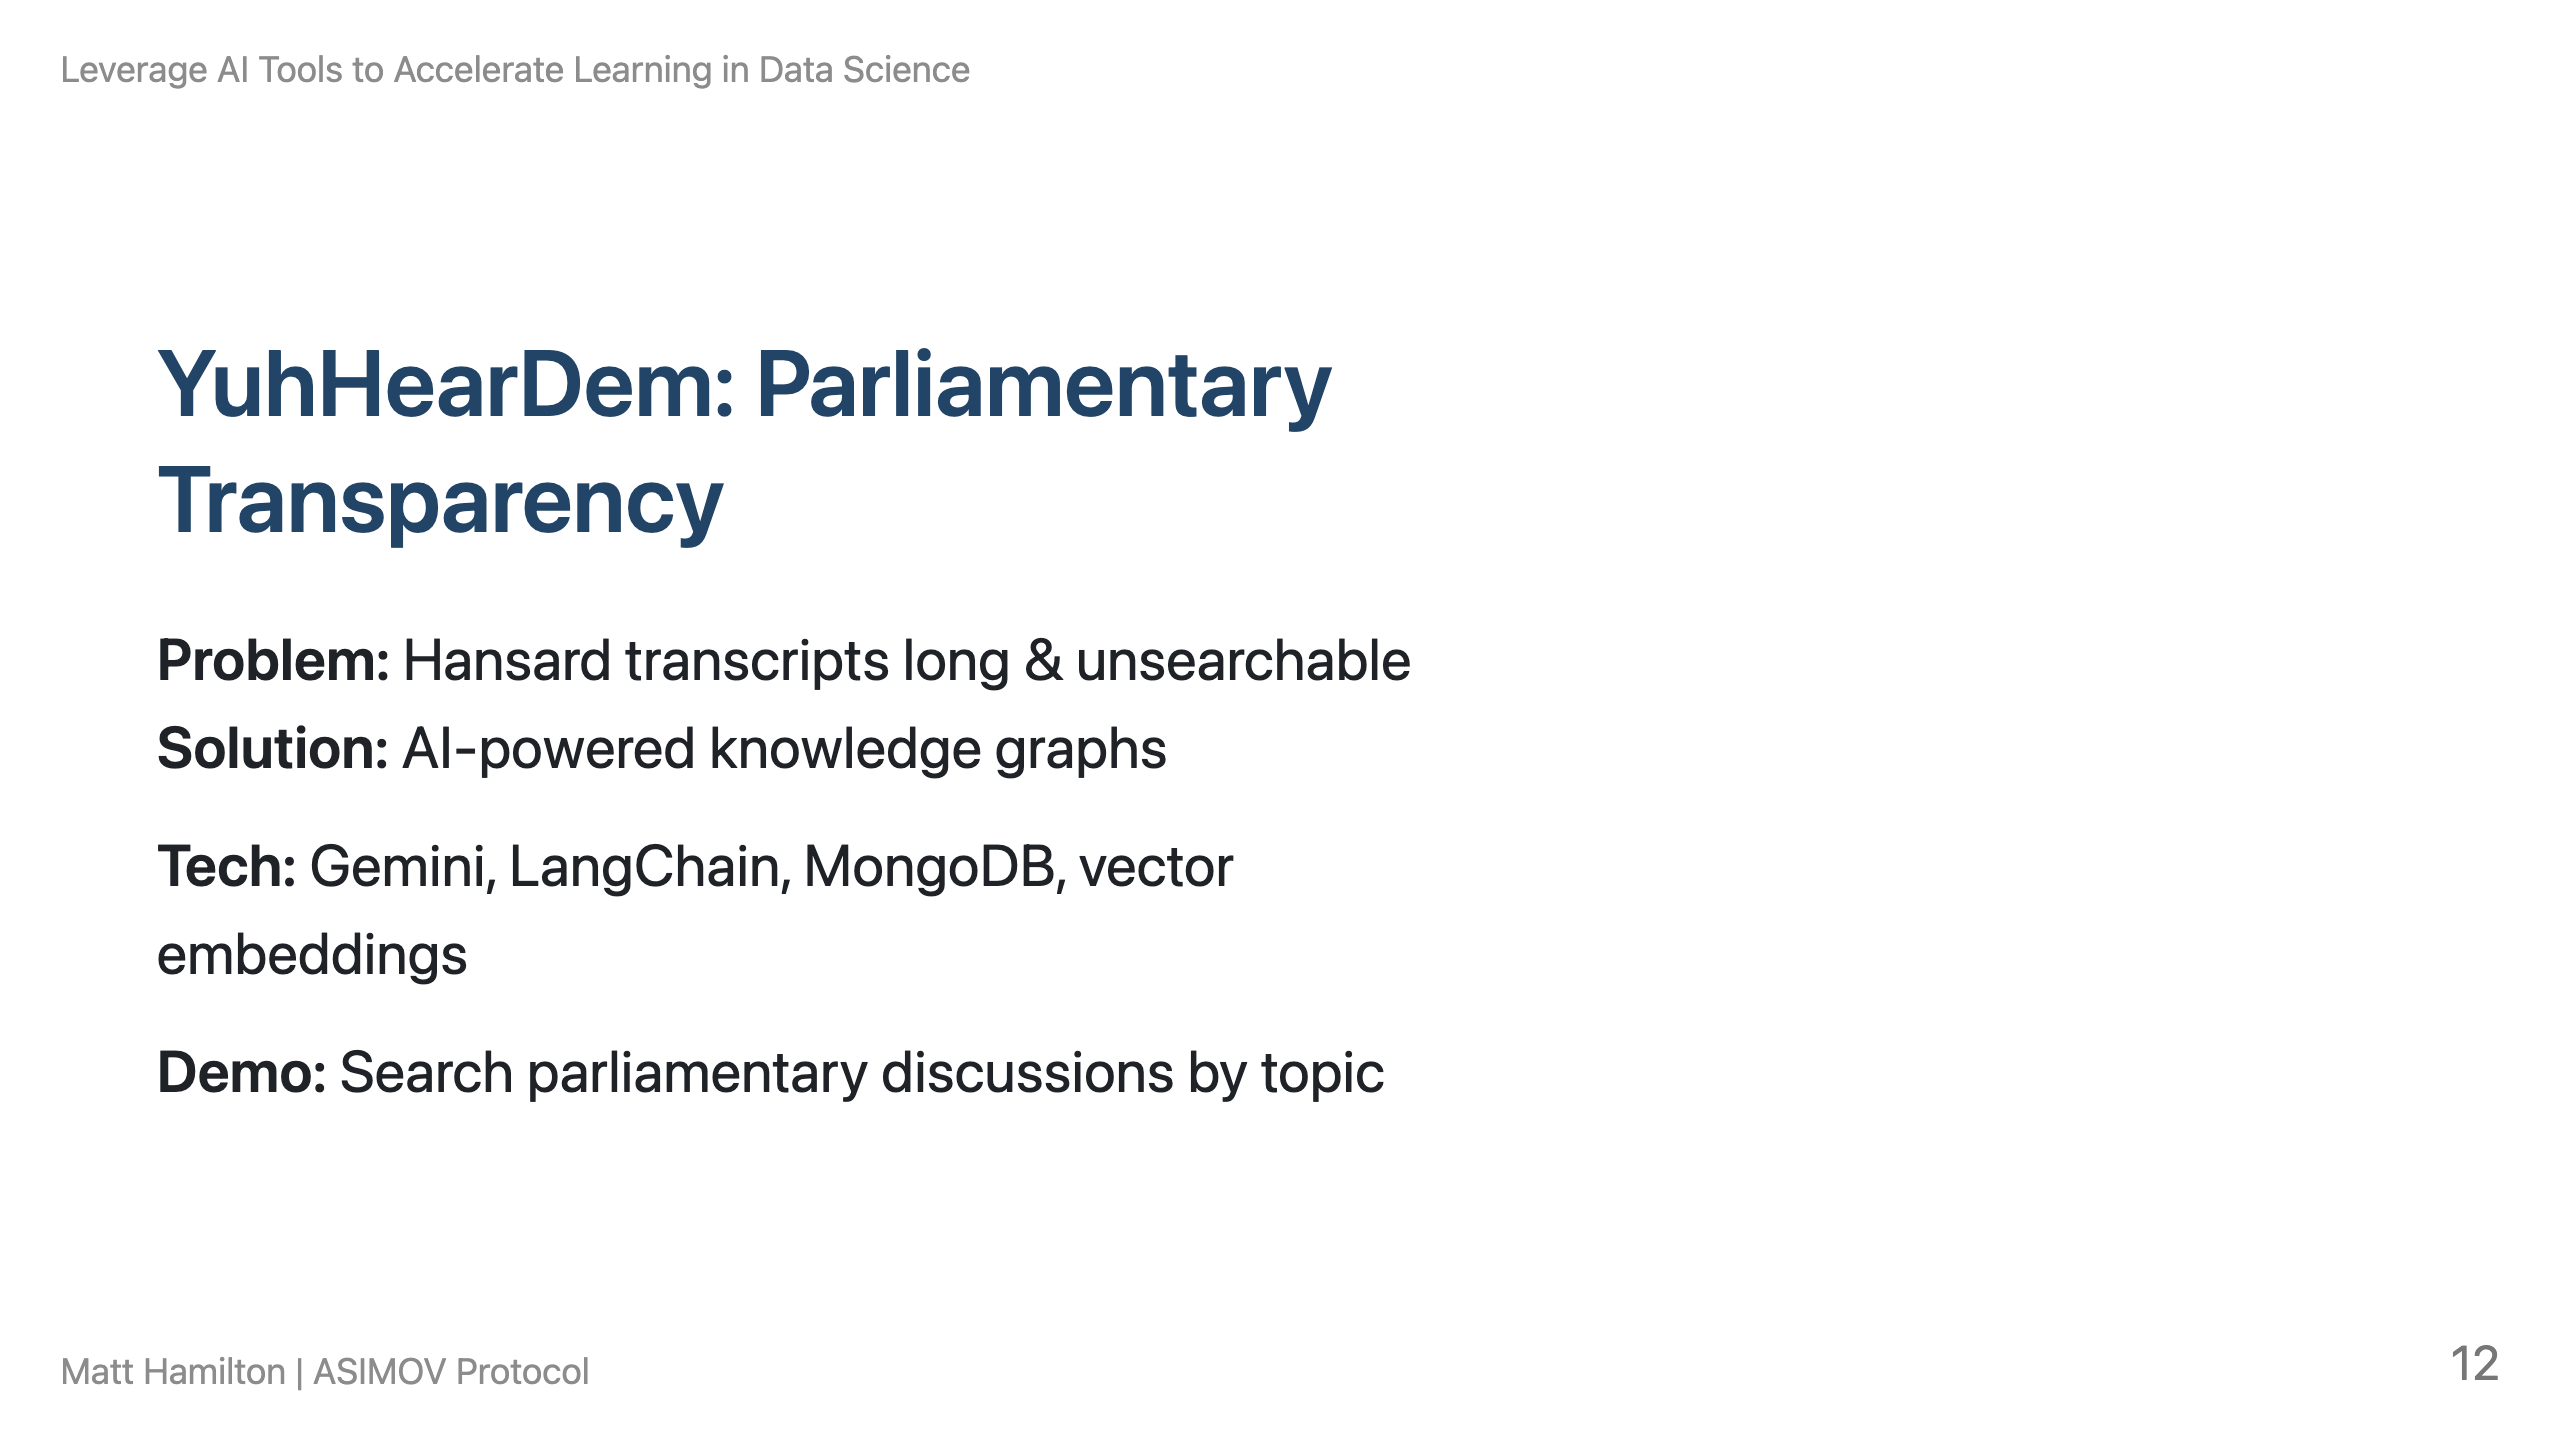 Leverage AI Tools to Accelerate Learning in Data Science
YuhHearDem: Parliamentary
Transparency
Problem: Hansard transcripts long & unsearchable
Solution: AI-powered knowledge graphs
Tech: Gemini, LangChain, MongoDB, vector
embeddings
Demo: Search parliamentary discussions by topic
Matt Hamilton | ASIMOV Protocol
12